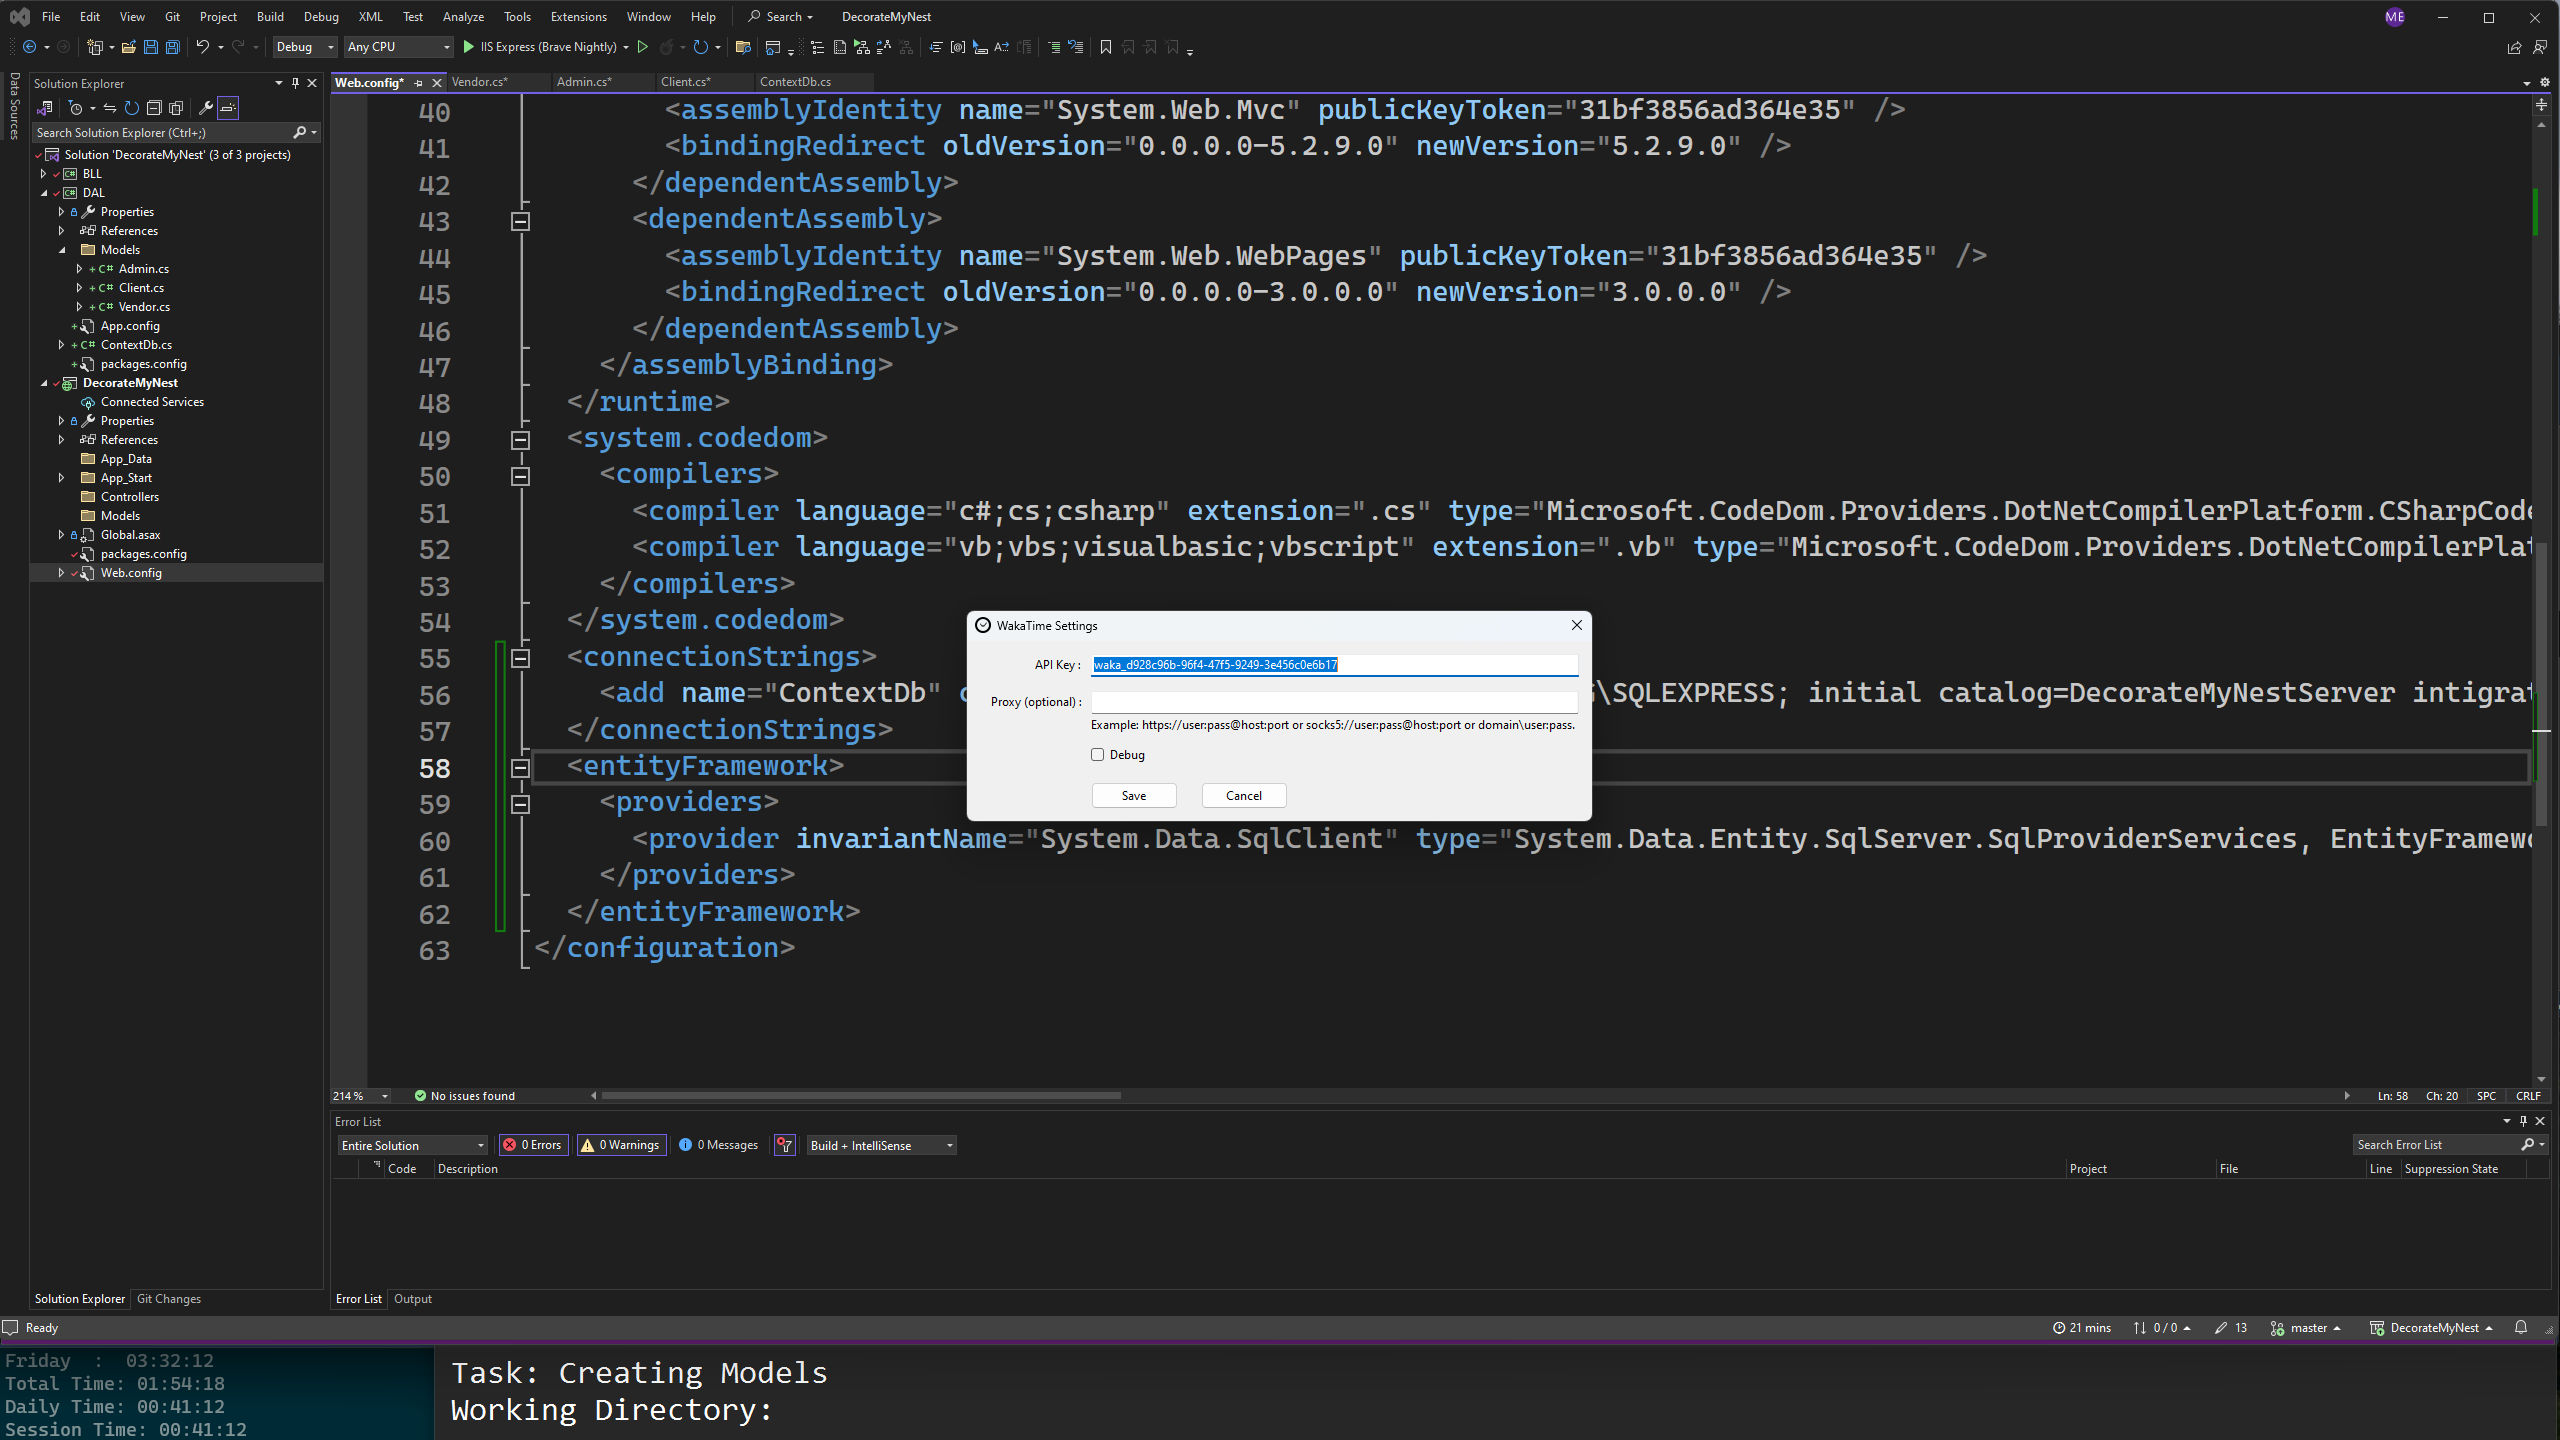 File Edit View Git Project Build Debug XML Test Analyze Tools Extensions Window Help Search DecorateMyNest ME
Debug Any CPU IIS Express (Brave Nightly)
Data Sources
Solution Explorer
Search Solution Explorer (Ctrl+;)
Solution 'DecorateMyNest' (3 of 3 projects)
BLL
DAL
Properties
References
Models
C# Admin.cs
C# Client.cs
C# Vendor.cs
App.config
C# ContextDb.cs
packages.config
DecorateMyNest
Connected Services
Properties
References
App_Data
App_Start
Controllers
Models
Global.asax
packages.config
Web.config
Solution Explorer Git Changes
Web.config* Vendor.cs* Admin.cs* Client.cs* ContextDb.cs
40 <assemblyIdentity name="System.Web.Mvc" publicKeyToken="31bf3856ad364e35" />
41 <bindingRedirect oldVersion="0.0.0.0-5.2.9.0" newVersion="5.2.9.0" />
42 </dependentAssembly>
43 <dependentAssembly>
44 <assemblyIdentity name="System.Web.WebPages" publicKeyToken="31bf3856ad364e35" />
45 <bindingRedirect oldVersion="0.0.0.0-3.0.0.0" newVersion="3.0.0.0" />
46 </dependentAssembly>
47 </assemblyBinding>
48 </runtime>
49 <system.codedom>
50 <compilers>
51 <compiler language="c#;cs;csharp" extension=".cs" type="Microsoft.CodeDom.Providers.DotNetCompilerPlatform.CSharpCode
52 <compiler language="vb;vbs;visualbasic;vbscript" extension=".vb" type="Microsoft.CodeDom.Providers.DotNetCompilerPlat
53 </compilers>
54 </system.codedom>
55 <connectionStrings>
56 <add name="ContextDb" \SQLEXPRESS; initial catalog=DecorateMyNestServer intigrat
57 </connectionStrings>
58 <entityFramework>
59 <providers>
60 <provider invariantName="System.Data.SqlClient" type="System.Data.Entity.SqlServer.SqlProviderServices, EntityFramewo
61 </providers>
62 </entityFramework>
63 </configuration>
WakaTime Settings
API Key : waka_d928c96b-96f4-47f5-9249-3e456c0e6b17
Proxy (optional) :
Example: https://user:pass@host:port or socks5://user:pass@host:port or domain\user:pass.
Debug
Save Cancel
214 % No issues found Ln: 58 Ch: 20 SPC CRLF
Error List
Entire Solution 0 Errors 0 Warnings 0 Messages Build + IntelliSense Search Error List
Code Description Project File Line Suppression State
Error List Output
Ready 21 mins 0 / 0 13 master DecorateMyNest
Friday : 03:32:12
Total Time: 01:54:18
Daily Time: 00:41:12
Session Time: 00:41:12
Task: Creating Models
Working Directory: